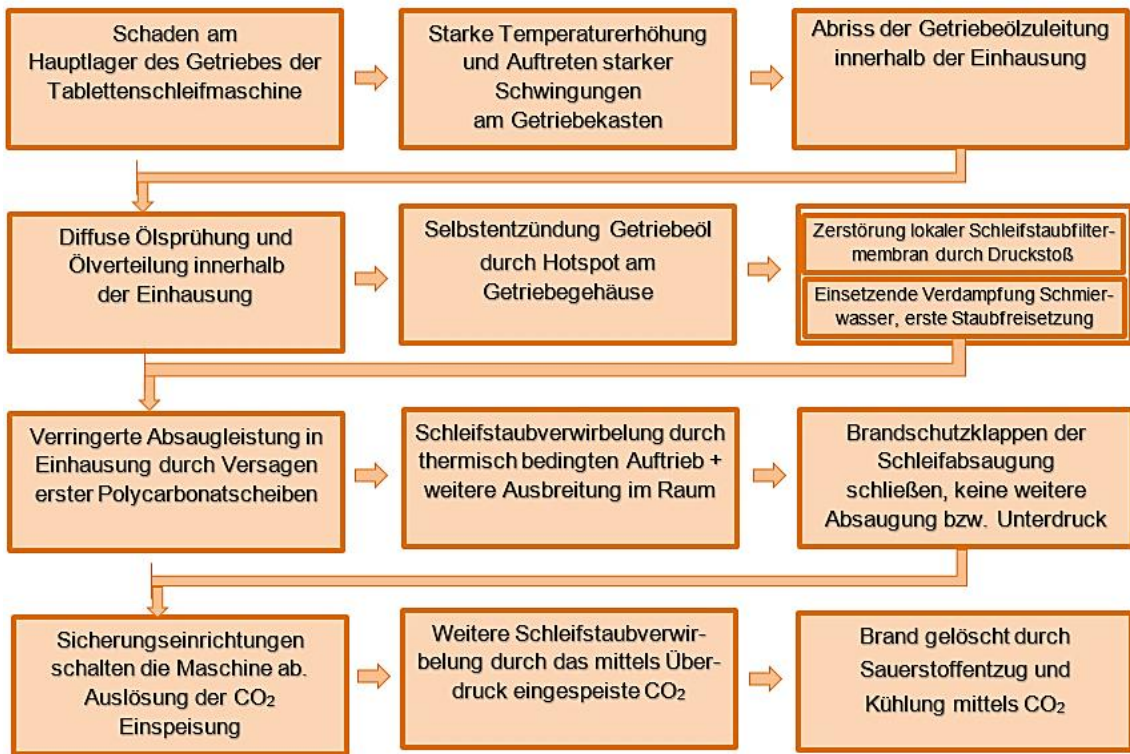 Schaden am
Hauptlager des Getriebes der
Tablettenschleifmaschine
Starke Temperaturerhöhung
und Auftreten starker
Schwingungen
am Getriebekasten
Abriss der Getriebeölzuleitung
innerhalb der Einhausung
Diffuse Ölsprühung und
Ölverteilung innerhalb
der Einhausung
Selbstentzündung Getriebeöl
durch Hotspot am
Getriebegehäuse
Zerstörung lokaler Schleifstaubfilter-
membran durch Druckstoß
Einsetzende Verdampfung Schmier-
wasser, erste Staubfreisetzung
Verringerte Absaugleistung in
Einhausung durch Versagen
erster Polycarbonatscheiben
Schleifstaubverwirbelung durch
thermisch bedingten Auftrieb +
weitere Ausbreitung im Raum
Brandschutzklappen der
Schleifabsaugung
schließen, keine weitere
Absaugung bzw. Unterdruck
Sicherungseinrichtungen
schalten die Maschine ab.
Auslösung der CO₂
Einspeisung
Weitere Schleifstaubverwir-
belung durch das mittels Über-
druck eingespeiste CO₂
Brand gelöscht durch
Sauerstoffentzug und
Kühlung mittels CO₂